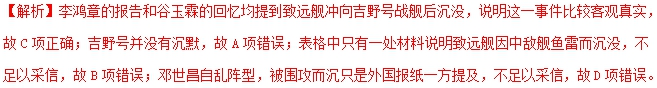 【解析】李鸿章的报告和谷玉霖的回忆均提到致远舰冲向吉野号战舰后沉没，说明这一事件比较客观真实，
故 C 项正确；吉野号并没有沉默，故 A 项错误；表格中只有一处材料说明致远舰因中敌舰鱼雷而沉没，不
足以采信，故 B 项错误；邓世昌自乱阵型，被围攻而沉只是外国报纸一方提及，不足以采信，故 D 项错误。